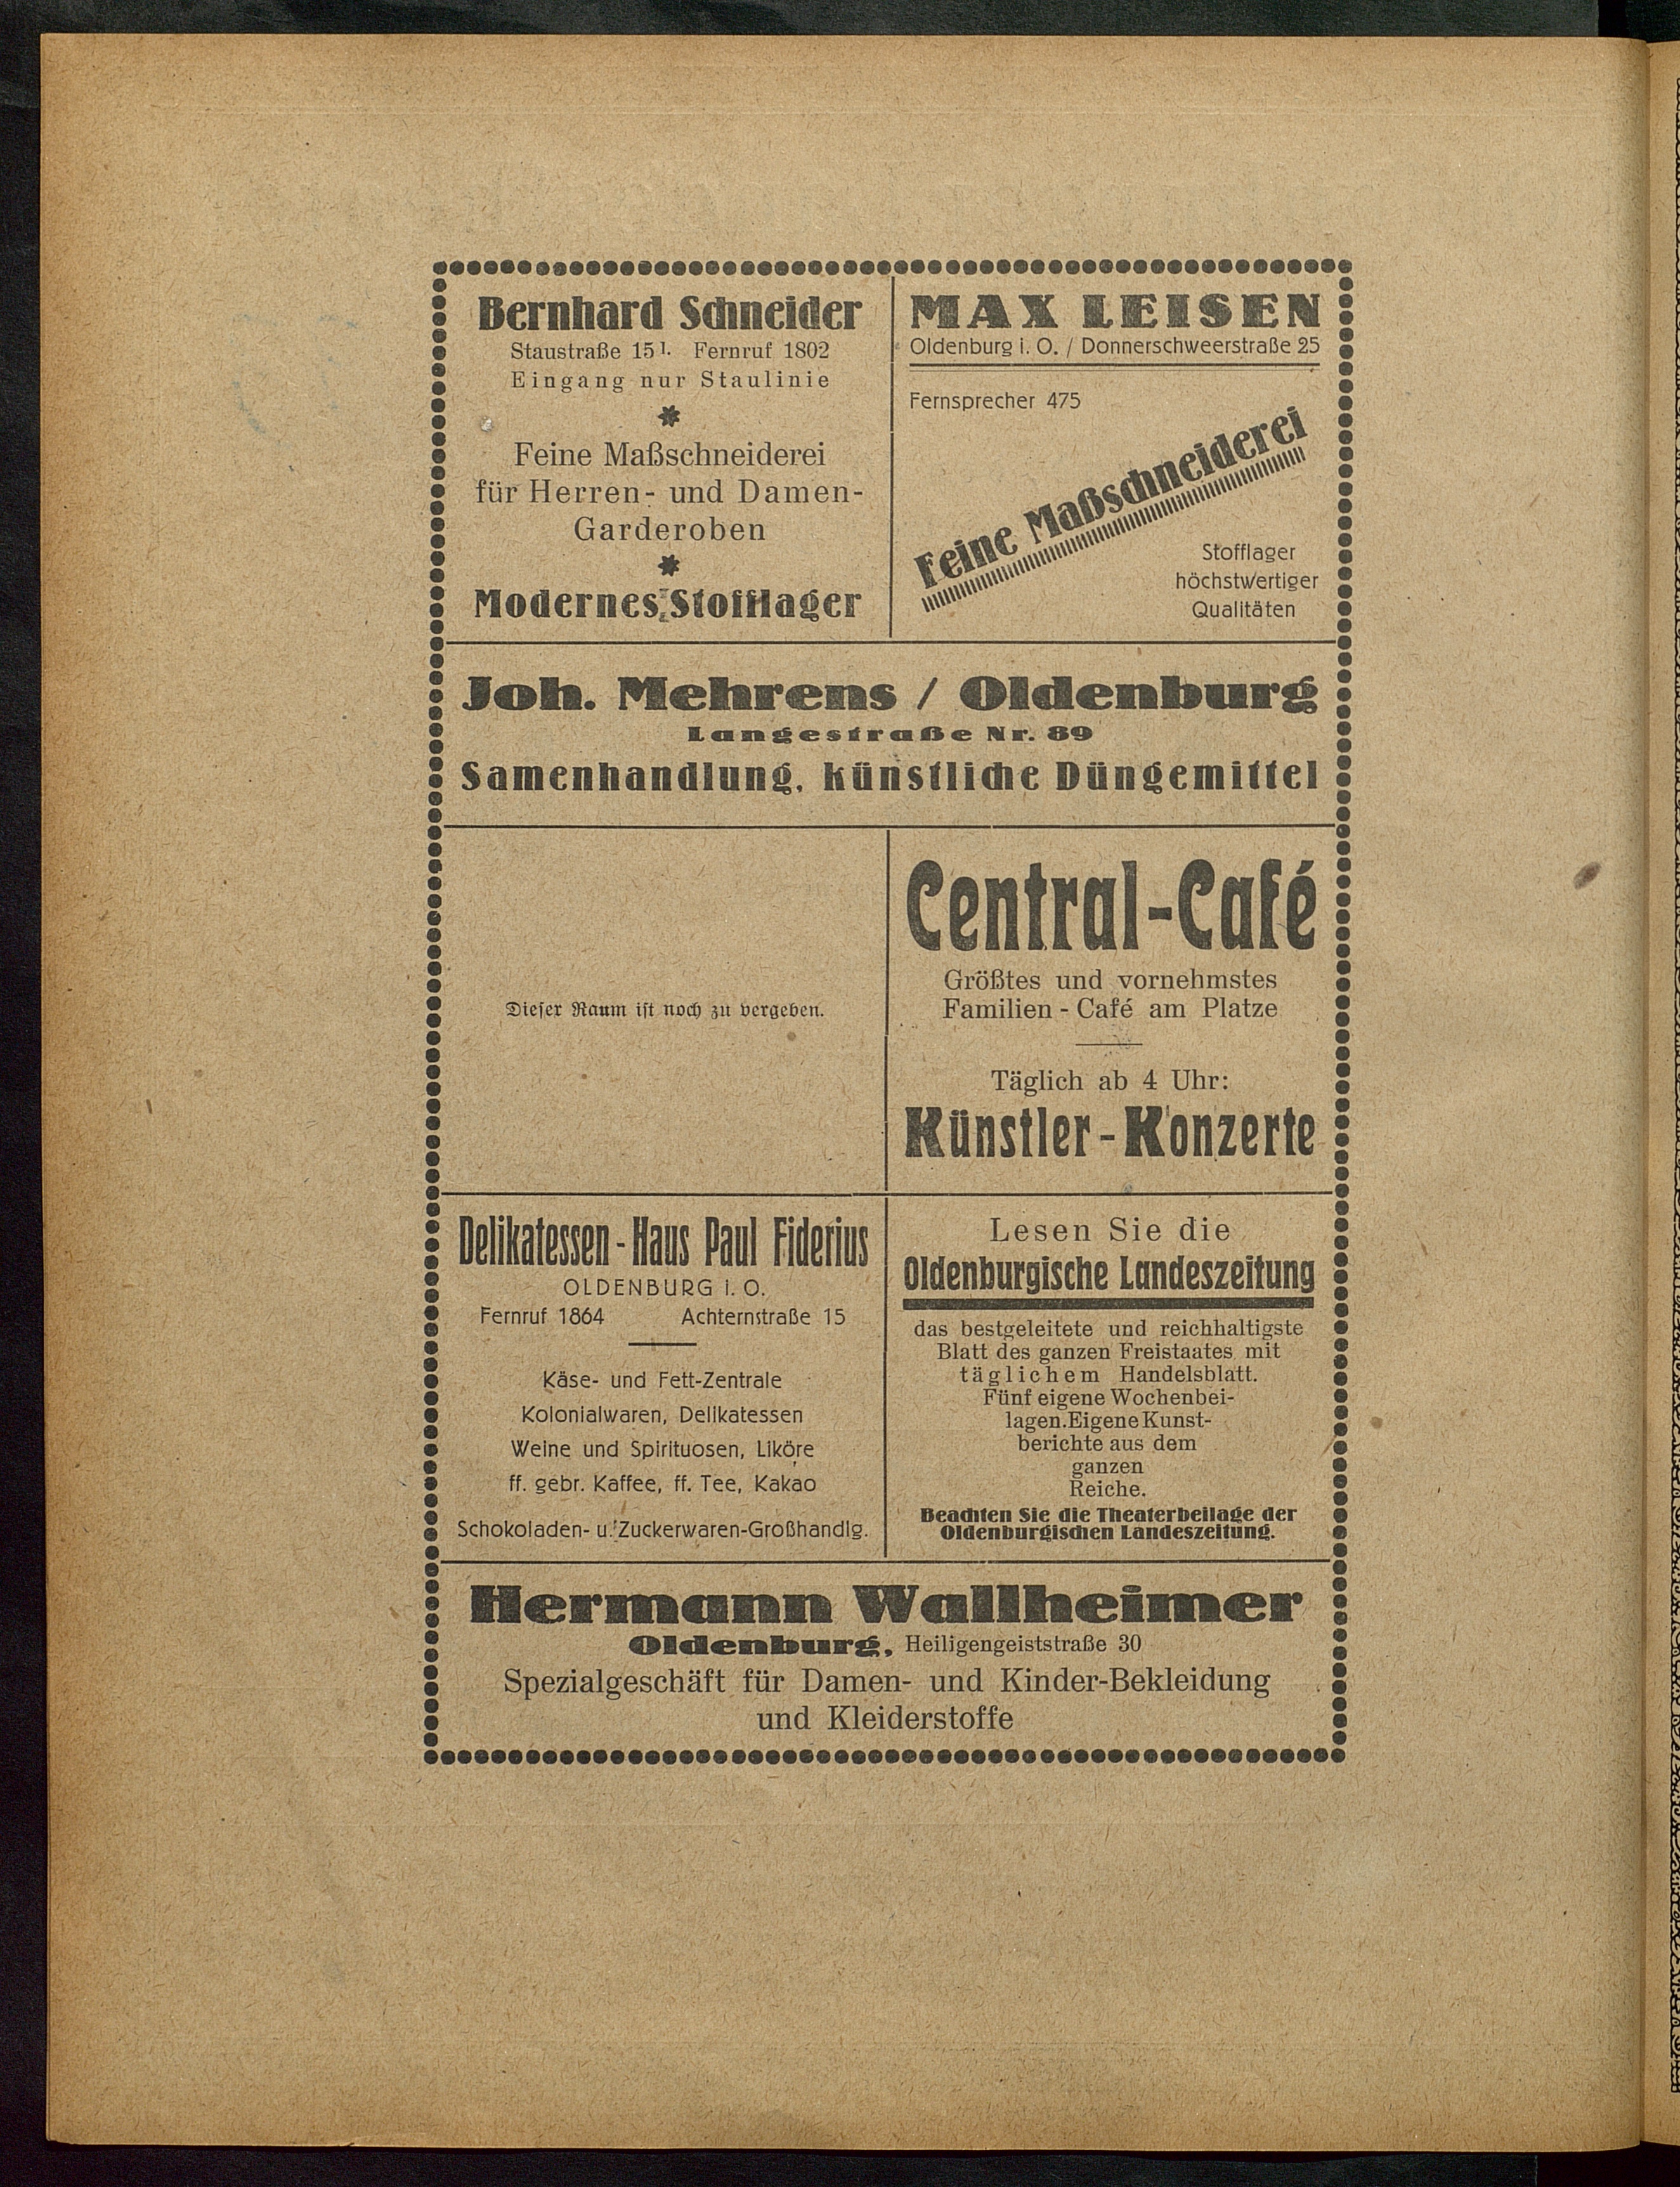 Bernhard Schneider
Staustraße 15 I. Fernruf 1802
Eingang nur Staulinie
Feine Maßschneiderei
für Herren- und Damen-
Garderoben
Modernes Stofflager
MAX LEISEN
Oldenburg i. O. / Donnerschweerstraße 25
Fernsprecher 475
Feine Maßschneiderei
Stofflager
höchstwertiger
Qualitäten
Joh. Mehrens / Oldenburg
Langestraße Nr. 89
Samenhandlung, künstliche Düngemittel
Dieser Raum ist noch zu vergeben.
Central-Café
Größtes und vornehmstes
Familien-Café am Platze
Täglich ab 4 Uhr:
Künstler-Konzerte
Delikatessen-Haus Paul Fiderius
OLDENBURG i. O.
Fernruf 1864 Achternstraße 15
Käse- und Fett-Zentrale
Kolonialwaren, Delikatessen
Weine und Spirituosen, Liköre
ff. gebr. Kaffee, ff. Tee, Kakao
Schokoladen- u. Zuckerwaren-Großhandlg.
Lesen Sie die
Oldenburgische Landeszeitung
das bestgeleitete und reichhaltigste
Blatt des ganzen Freistaates mit
täglichem Handelsblatt.
Fünf eigene Wochenbei-
lagen. Eigene Kunst-
berichte aus dem
ganzen
Reiche.
Beachten Sie die Theaterbeilage der
Oldenburgischen Landeszeitung.
Hermann Wallheimer
Oldenburg, Heiligengeiststraße 30
Spezialgeschäft für Damen- und Kinder-Bekleidung
und Kleiderstoffe